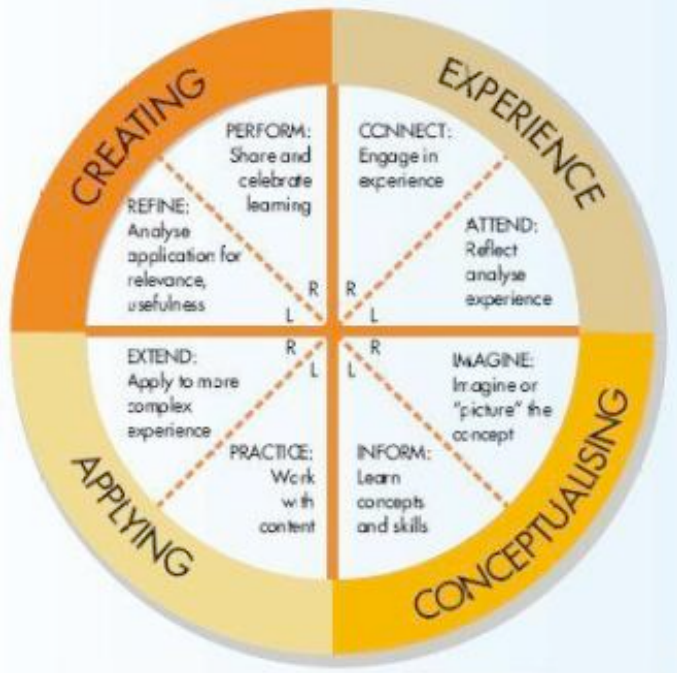 CREATING
EXPERIENCE
PERFORM:
Share and
celebrate
learning
CONNECT:
Engage in
experience
REFINE:
Analyse
application for
relevance,
usefulness
ATTEND:
Reflect
analyse
experience
R
R
L
L
R
L
L
R
EXTEND:
Apply to more
complex
experience
IMAGINE:
Imagine or
"picture" the
concept
PRACTICE:
Work
with
content
INFORM:
Learn
concepts
and skills
APPLYING
CONCEPTUALISING